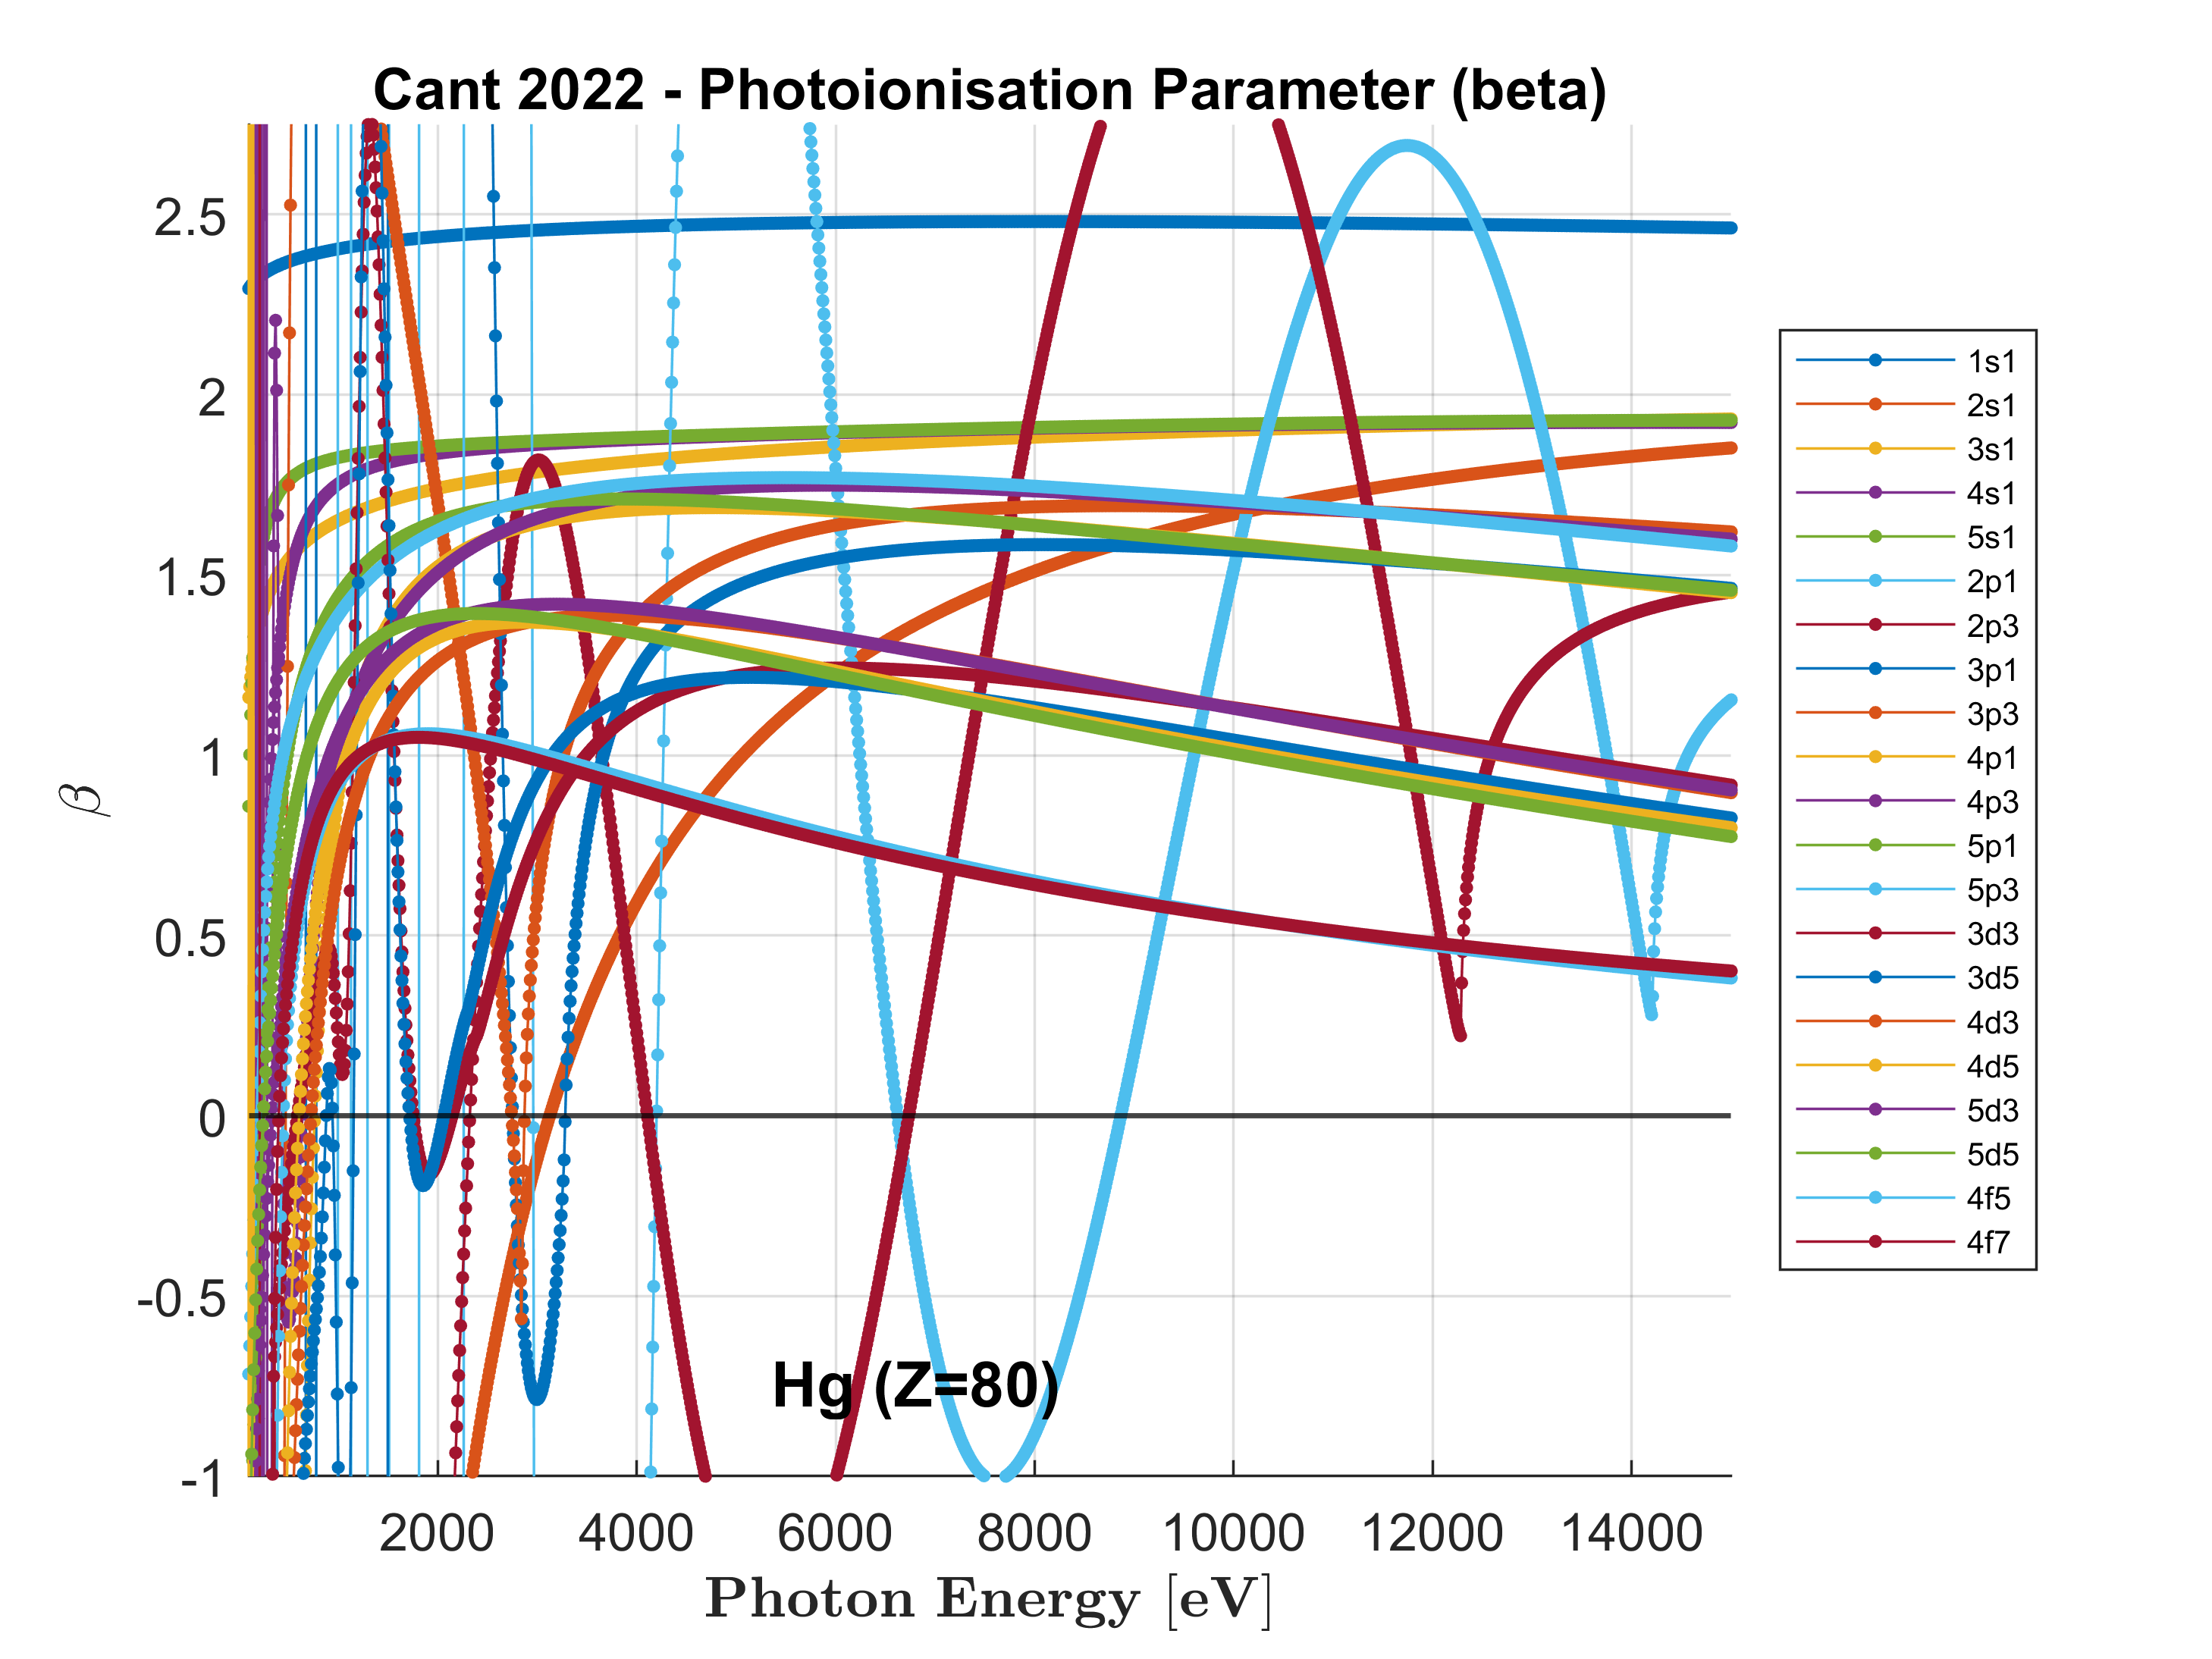 Cant 2022 - Photoionisation Parameter (beta)
2.5
2
1.5
1
0.5
0
-0.5
-1
β
2000 4000 6000 8000 10000 12000 14000
Photon Energy [eV]
Hg (Z=80)
1s1
2s1
3s1
4s1
5s1
2p1
2p3
3p1
3p3
4p1
4p3
5p1
5p3
3d3
3d5
4d3
4d5
5d3
5d5
4f5
4f7